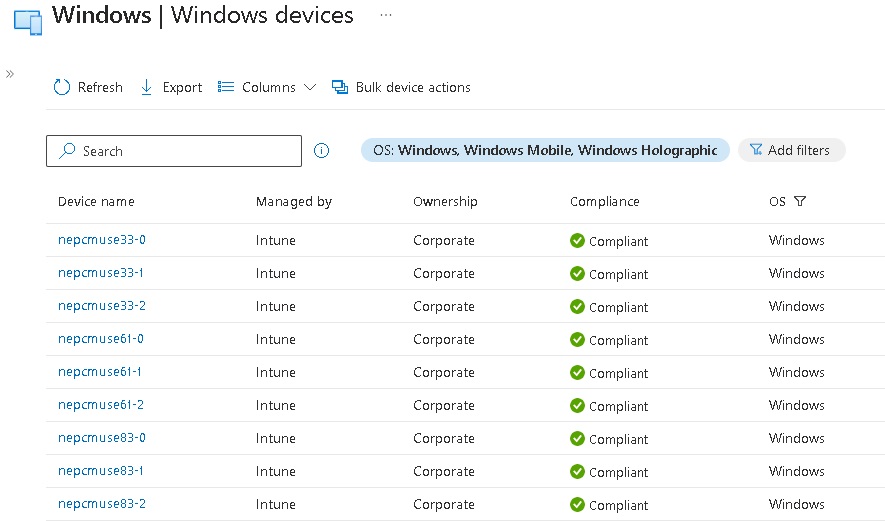 Windows | Windows devices ...
»
Refresh Export Columns Bulk device actions
Search OS: Windows, Windows Mobile, Windows Holographic Add filters
Device name Managed by Ownership Compliance OS
nepcmuse33-0 Intune Corporate Compliant Windows
nepcmuse33-1 Intune Corporate Compliant Windows
nepcmuse33-2 Intune Corporate Compliant Windows
nepcmuse61-0 Intune Corporate Compliant Windows
nepcmuse61-1 Intune Corporate Compliant Windows
nepcmuse61-2 Intune Corporate Compliant Windows
nepcmuse83-0 Intune Corporate Compliant Windows
nepcmuse83-1 Intune Corporate Compliant Windows
nepcmuse83-2 Intune Corporate Compliant Windows